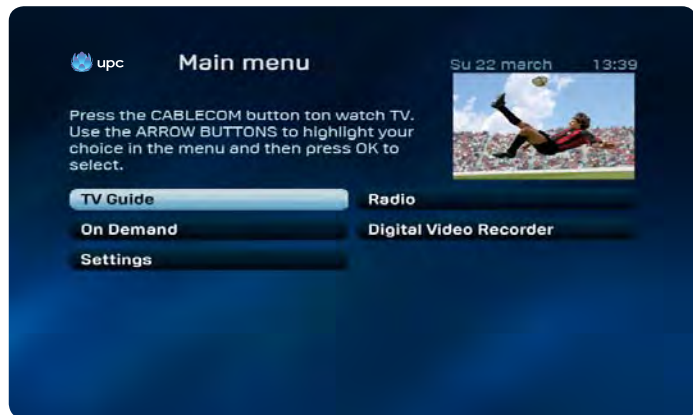 upc
Main menu
Su 22 march 13:39
Press the CABLECOM button ton watch TV.
Use the ARROW BUTTONS to highlight your
choice in the menu and then press OK to
select.
TV Guide
Radio
On Demand
Digital Video Recorder
Settings